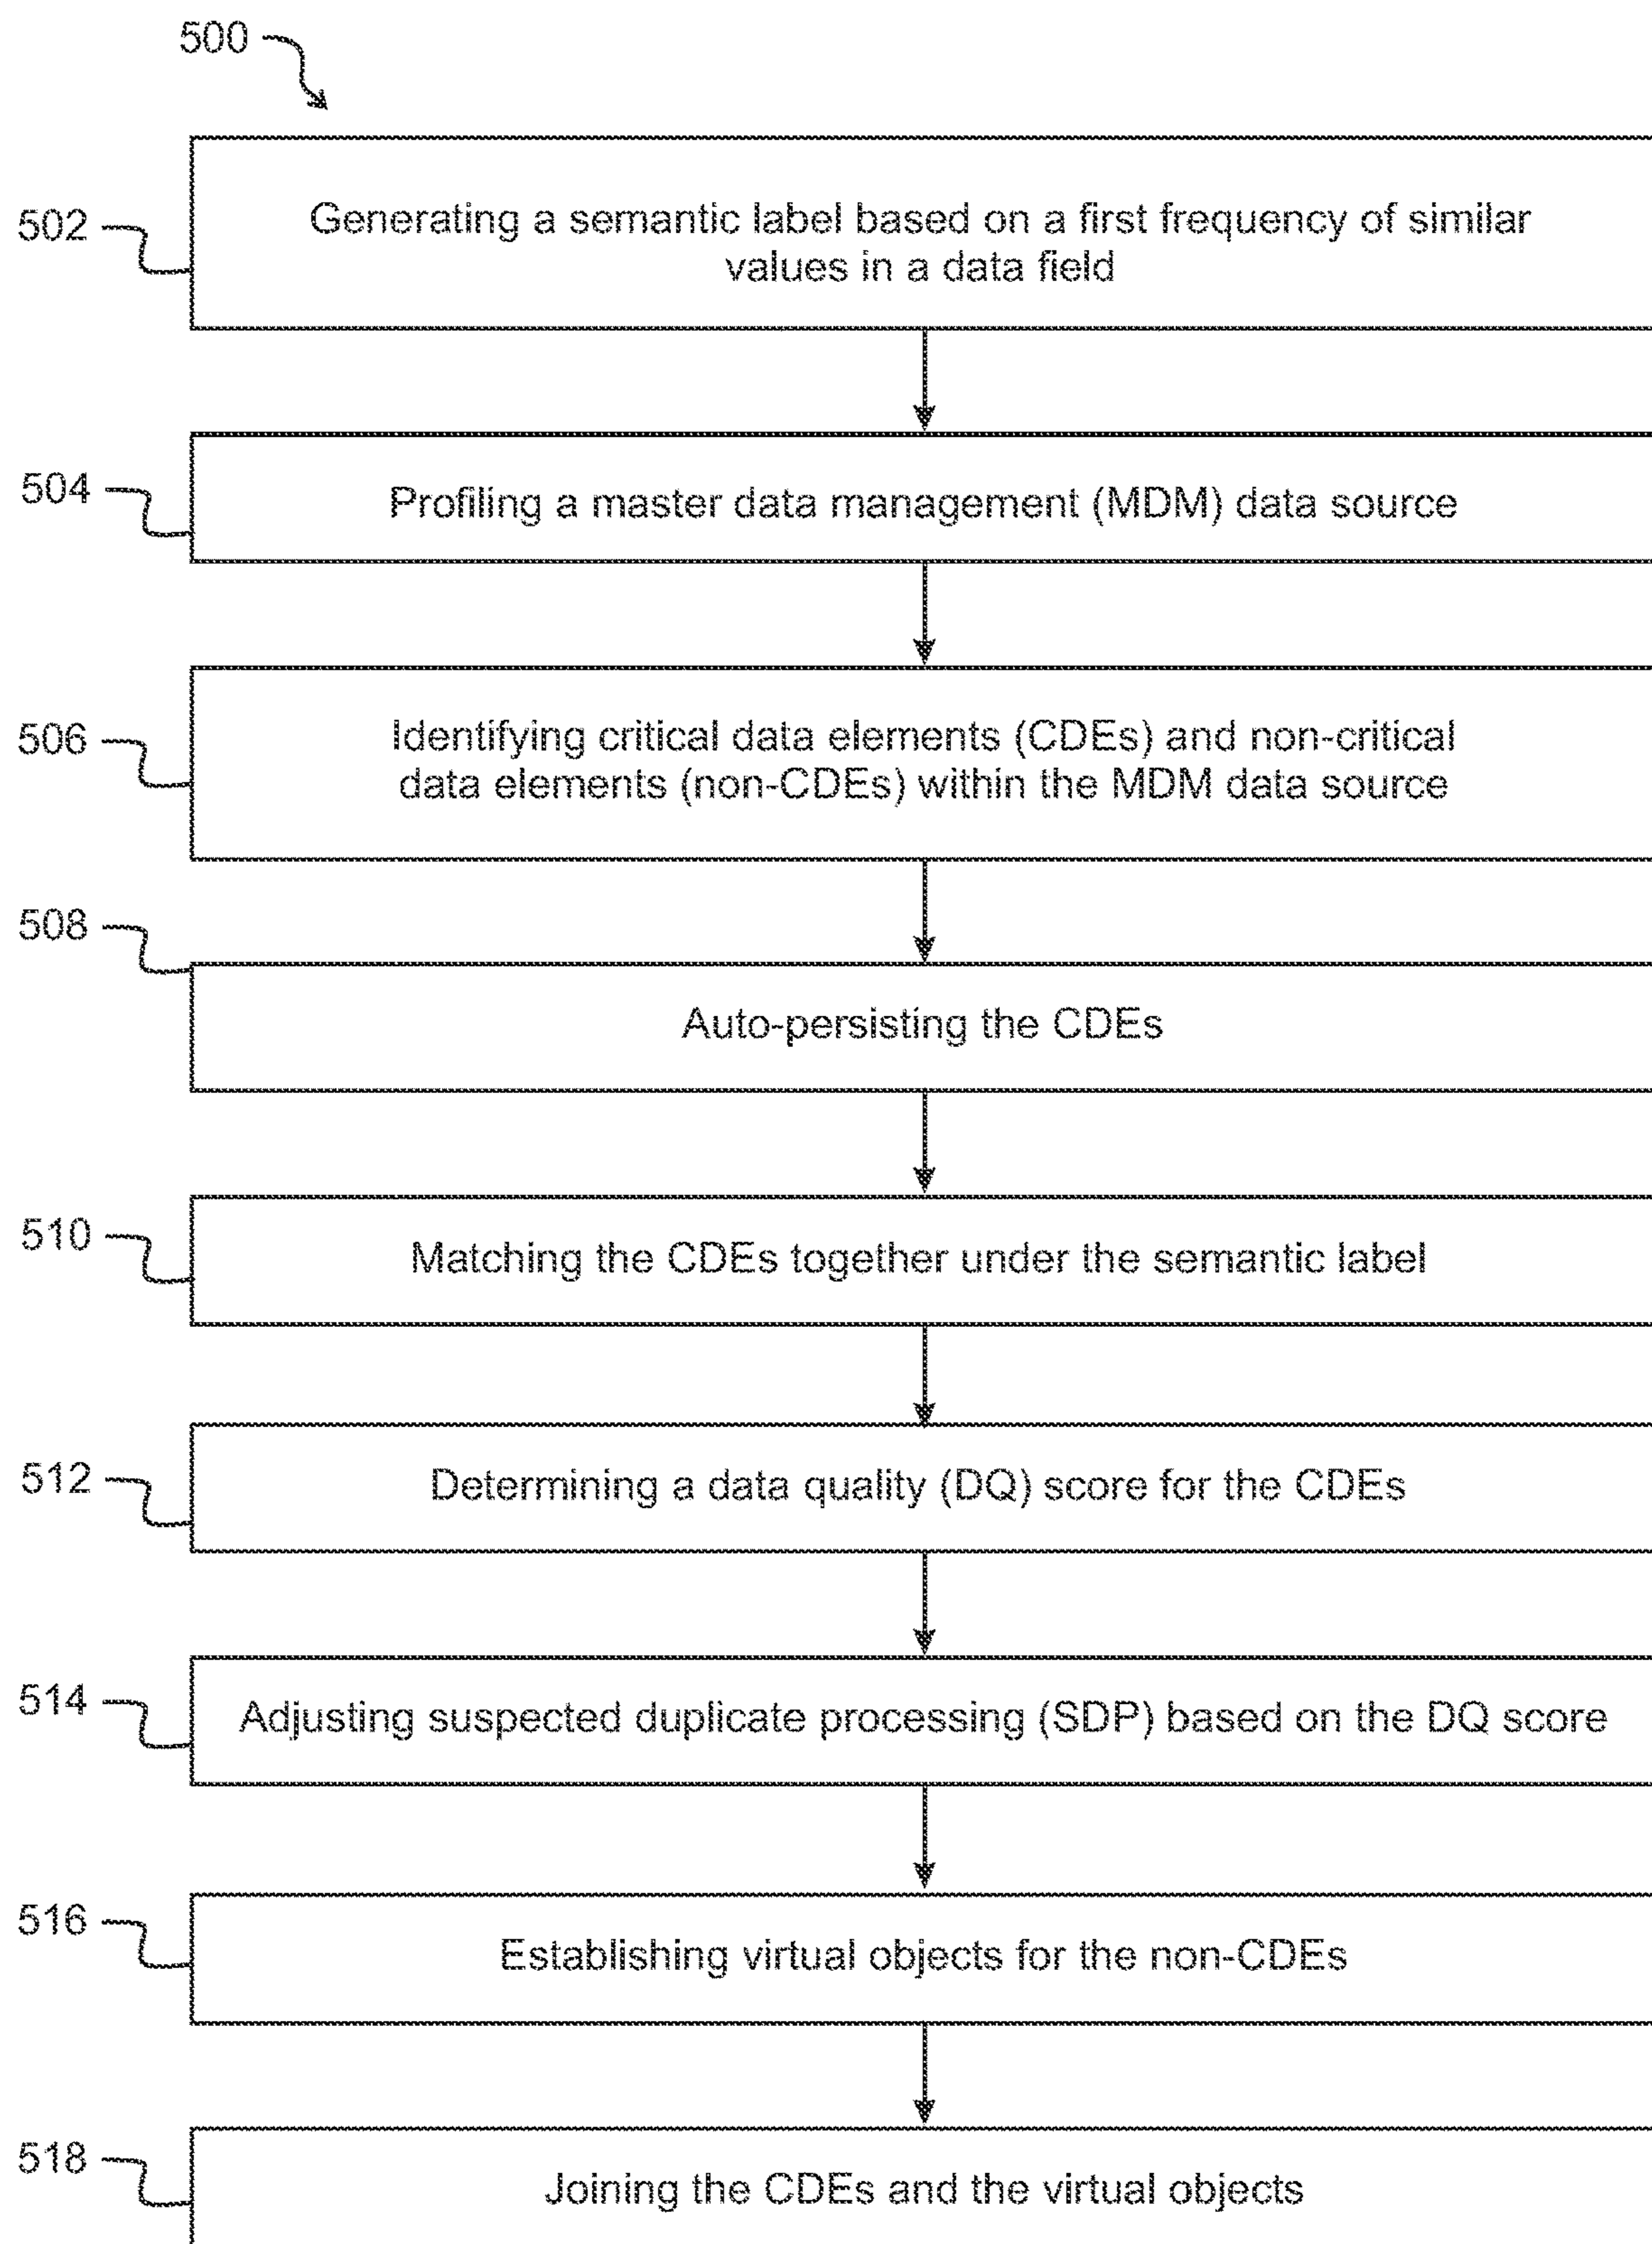 500
502
Generating a semantic label based on a first frequency of similar
values in a data field
504
Profiling a master data management (MDM) data source
506
Identifying critical data elements (CDEs) and non-critical
data elements (non-CDEs) within the MDM data source
508
Auto-persisting the CDEs
510
Matching the CDEs together under the semantic label
512
Determining a data quality (DQ) score for the CDEs
514
Adjusting suspected duplicate processing (SDP) based on the DQ score
516
Establishing virtual objects for the non-CDEs
518
Joining the CDEs and the virtual objects